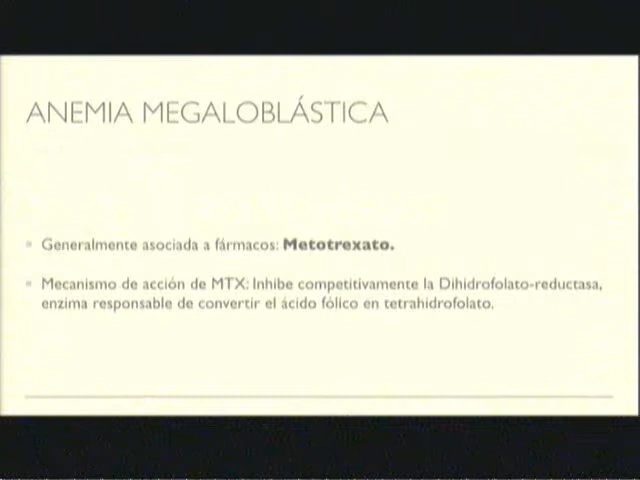 ANEMIA MEGALOBLÁSTICA
Generalmente asociada a fármacos: Metotrexato.
Mecanismo de acción de MTX: Inhibe competitivamente la Dihidrofolato-reductasa,
enzima responsable de convertir el ácido fólico en tetrahidrofolato.